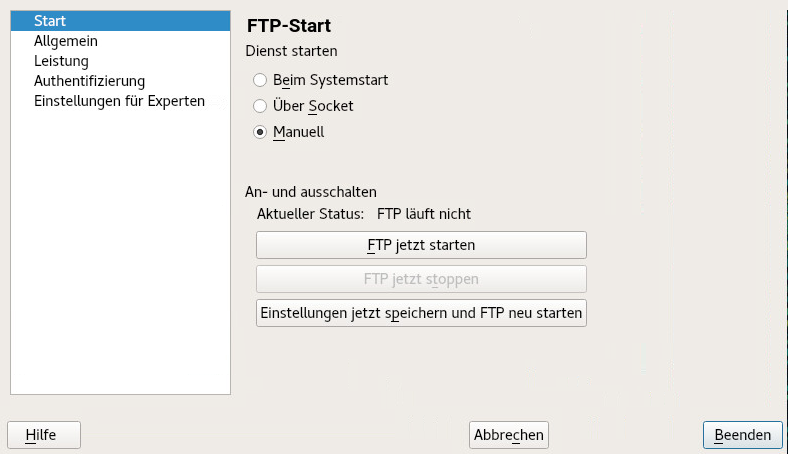 Start
Allgemein
Leistung
Authentifizierung
Einstellungen für Experten
FTP-Start
Dienst starten
Beim Systemstart
Über Socket
Manuell
An- und ausschalten
Aktueller Status: FTP läuft nicht
FTP jetzt starten
FTP jetzt stoppen
Einstellungen jetzt speichern und FTP neu starten
Hilfe
Abbrechen
Beenden